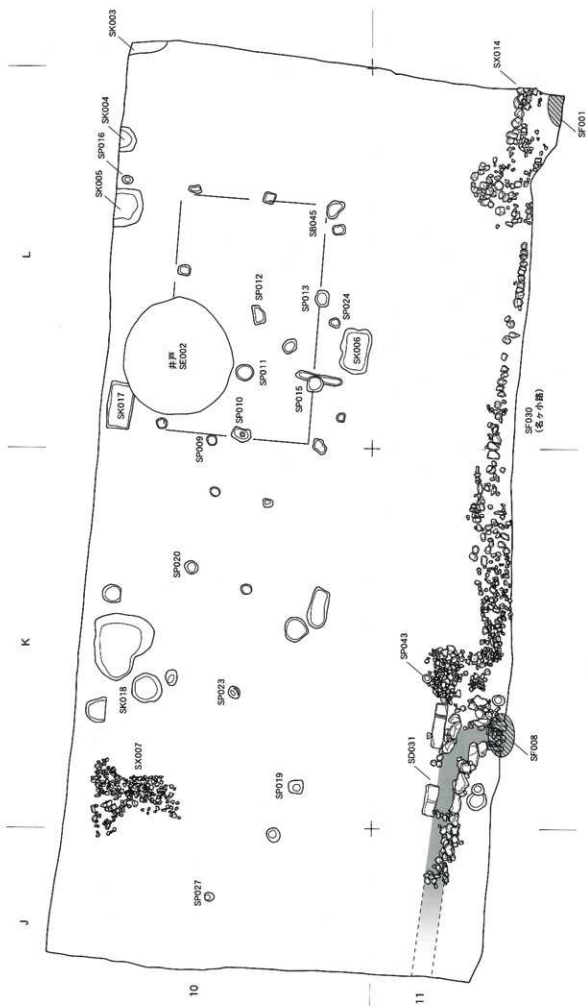 L
K
J
10
11
SK003
SK004
SP016
SK005
SX014
SF001
SB045
SP012
SP013
SP024
SK006
井戸
SE002
SP011
SP015
SK017
SP010
SP009
SF030
(名ヶ小路)
SP020
SP043
SK018
SP023
SX007
SD031
SF008
SP019
SP027